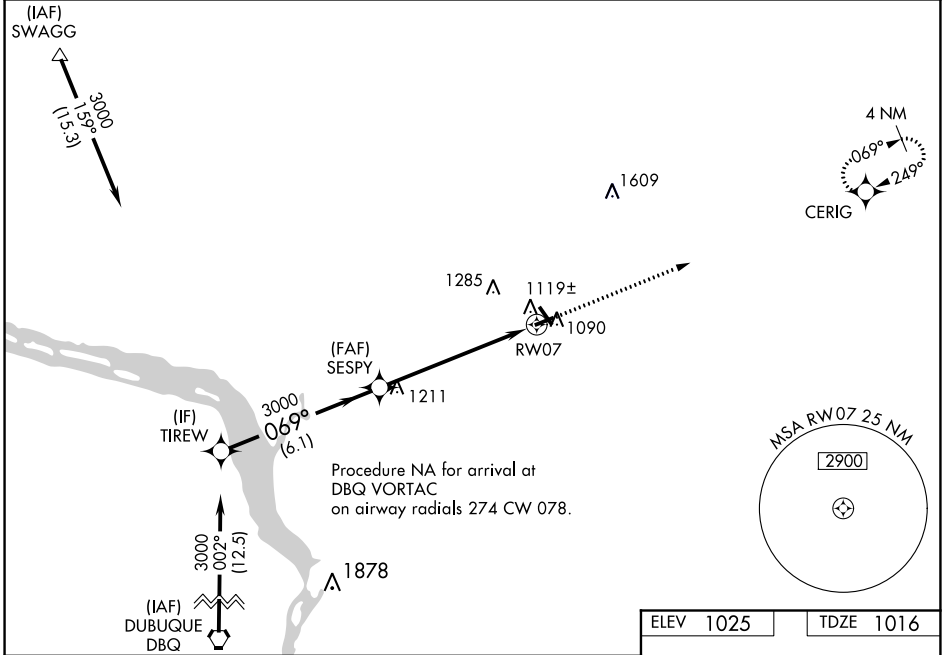 (IAF)
SWAGG
3000
159°
(15.3)
4 NM
069°
249°
CERIG
1609
1285
1119±
1090
RW07
(FAF)
SESPY
1211
3000
069°
(6.1)
(IF)
TIREW
MSA RW07 25 NM
2900
Procedure NA for arrival at
DBQ VORTAC
on airway radials 274 CW 078.
3000
002°
(12.5)
1878
(IAF)
DUBUQUE
DBQ
ELEV 1025
TDZE 1016